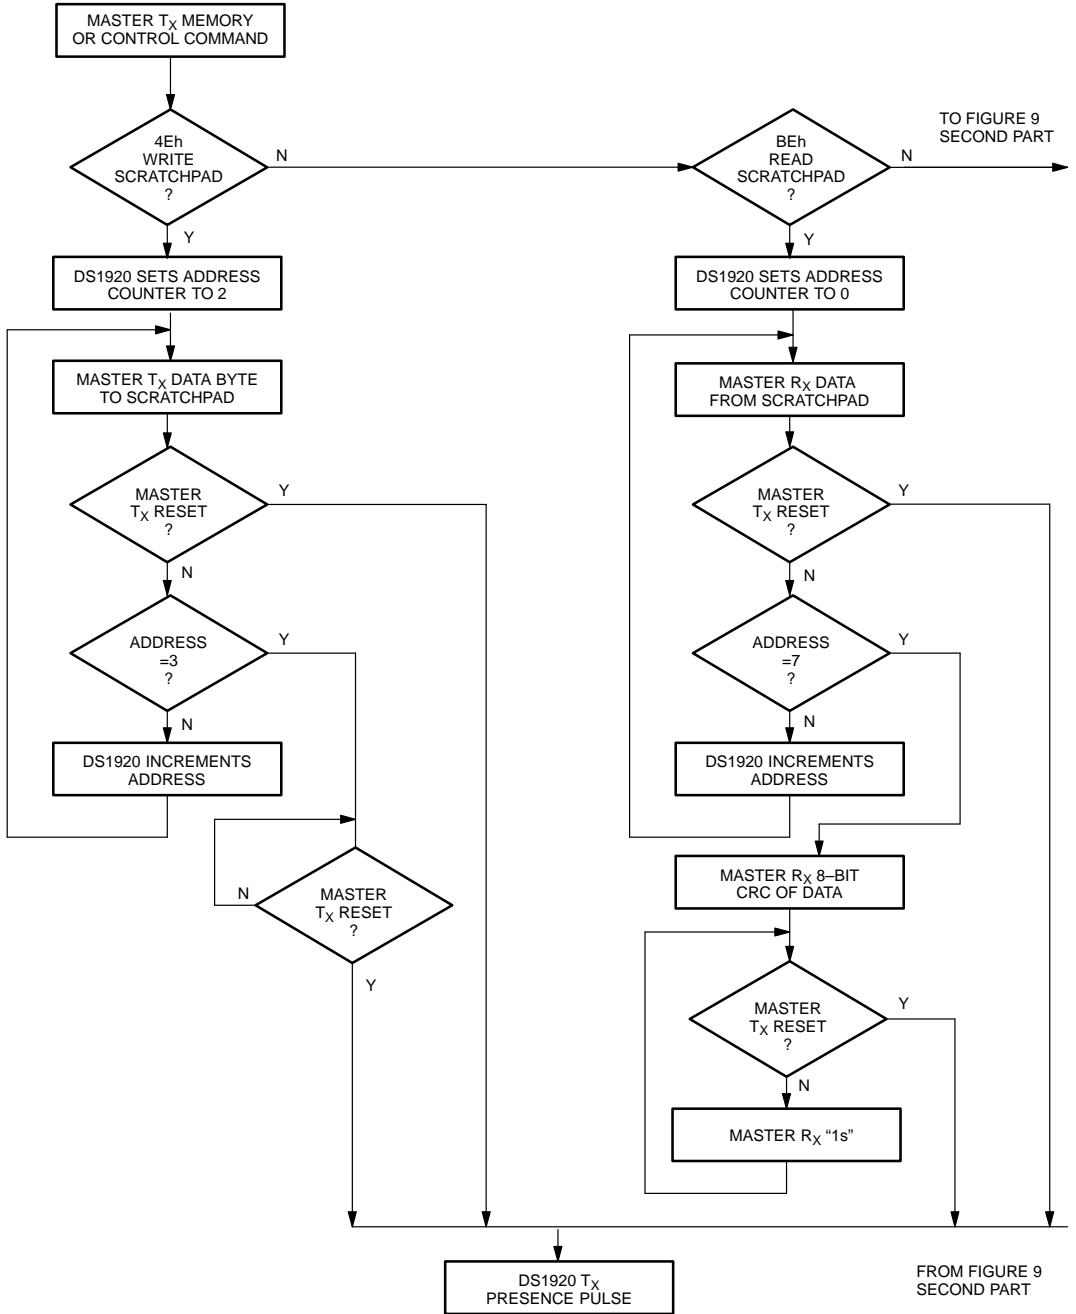 MASTER TX MEMORY
OR CONTROL COMMAND
4Eh
WRITE
SCRATCHPAD
?
N
Y
BEh
READ
SCRATCHPAD
?
N
Y
TO FIGURE 9
SECOND PART
DS1920 SETS ADDRESS
COUNTER TO 2
MASTER TX DATA BYTE
TO SCRATCHPAD
MASTER
TX RESET
?
Y
N
ADDRESS
=3
?
Y
N
DS1920 INCREMENTS
ADDRESS
MASTER
TX RESET
?
N
Y
DS1920 SETS ADDRESS
COUNTER TO 0
MASTER RX DATA
FROM SCRATCHPAD
MASTER
TX RESET
?
Y
N
ADDRESS
=7
?
Y
N
DS1920 INCREMENTS
ADDRESS
MASTER RX 8–BIT
CRC OF DATA
MASTER
TX RESET
?
Y
N
MASTER RX “1s”
DS1920 TX
PRESENCE PULSE
FROM FIGURE 9
SECOND PART